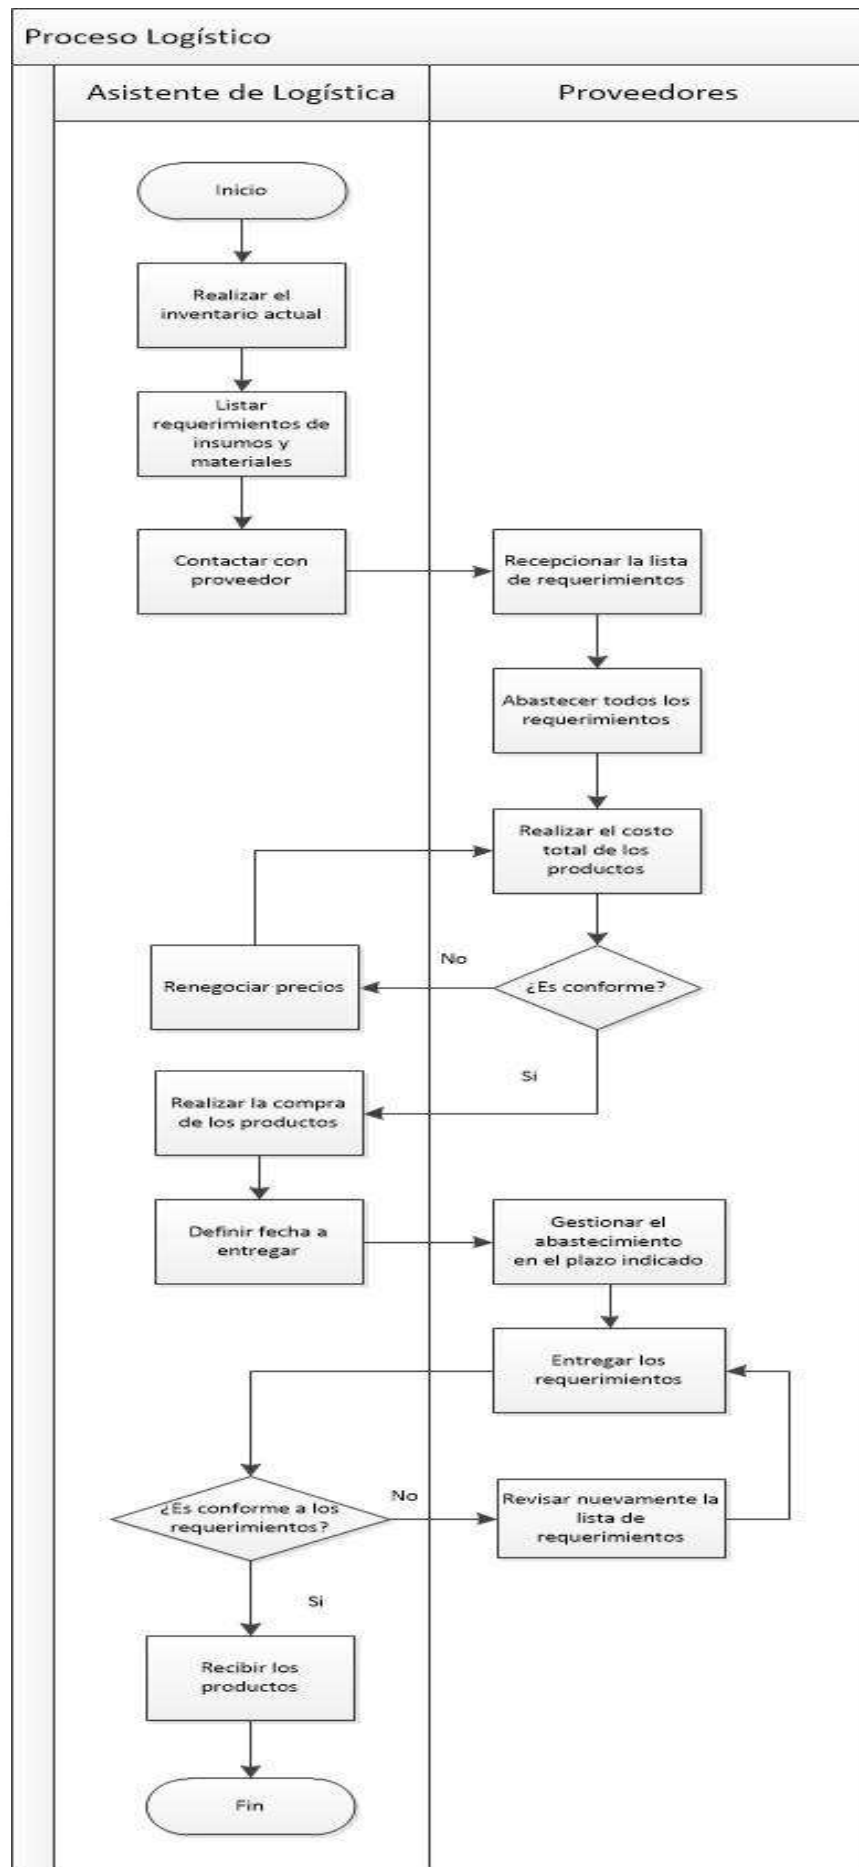 Proceso Logístico
Asistente de Logística
Proveedores
Inicio
Realizar el
inventario actual
Listar
requerimientos de
insumos y
materiales
Contactar con
proveedor
Recepcionar la lista
de requerimientos
Abastecer todos los
requerimientos
Realizar el costo
total de los
productos
No
¿Es conforme?
Renegociar precios
Si
Realizar la compra
de los productos
Definir fecha a
entregar
Gestionar el
abastecimiento
en el plazo indicado
Entregar los
requerimientos
¿Es conforme a los
requerimientos?
No
Revisar nuevamente la
lista de
requerimientos
Si
Recibir los
productos
Fin